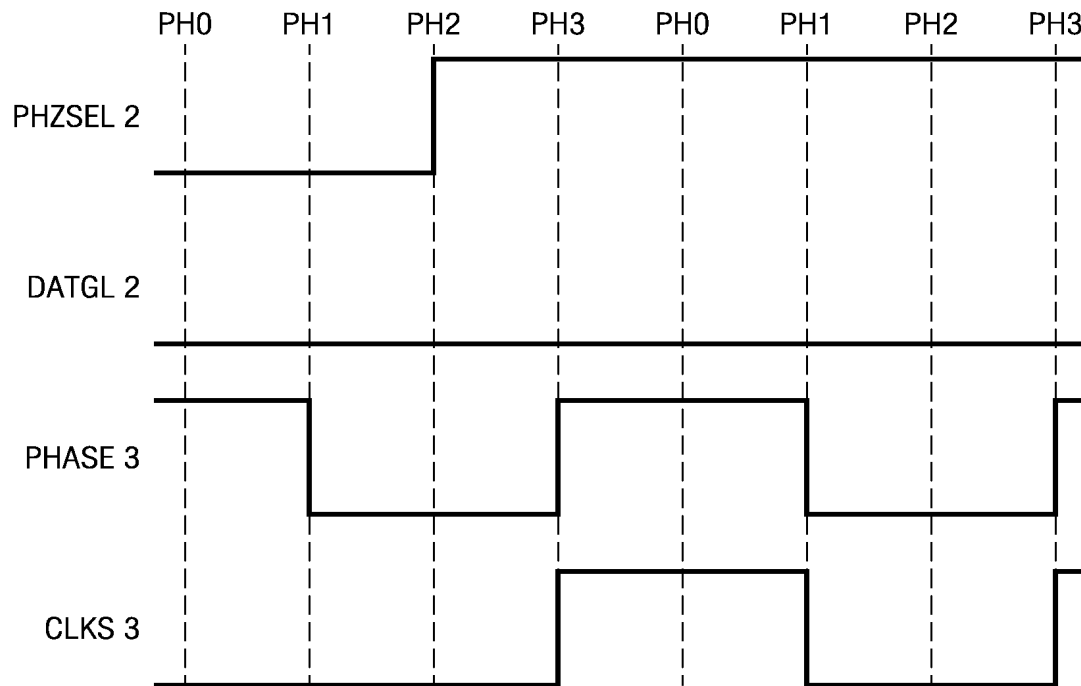 PH0 PH1 PH2 PH3 PH0 PH1 PH2 PH3
PHZSEL 2
DATGL 2
PHASE 3
CLKS 3